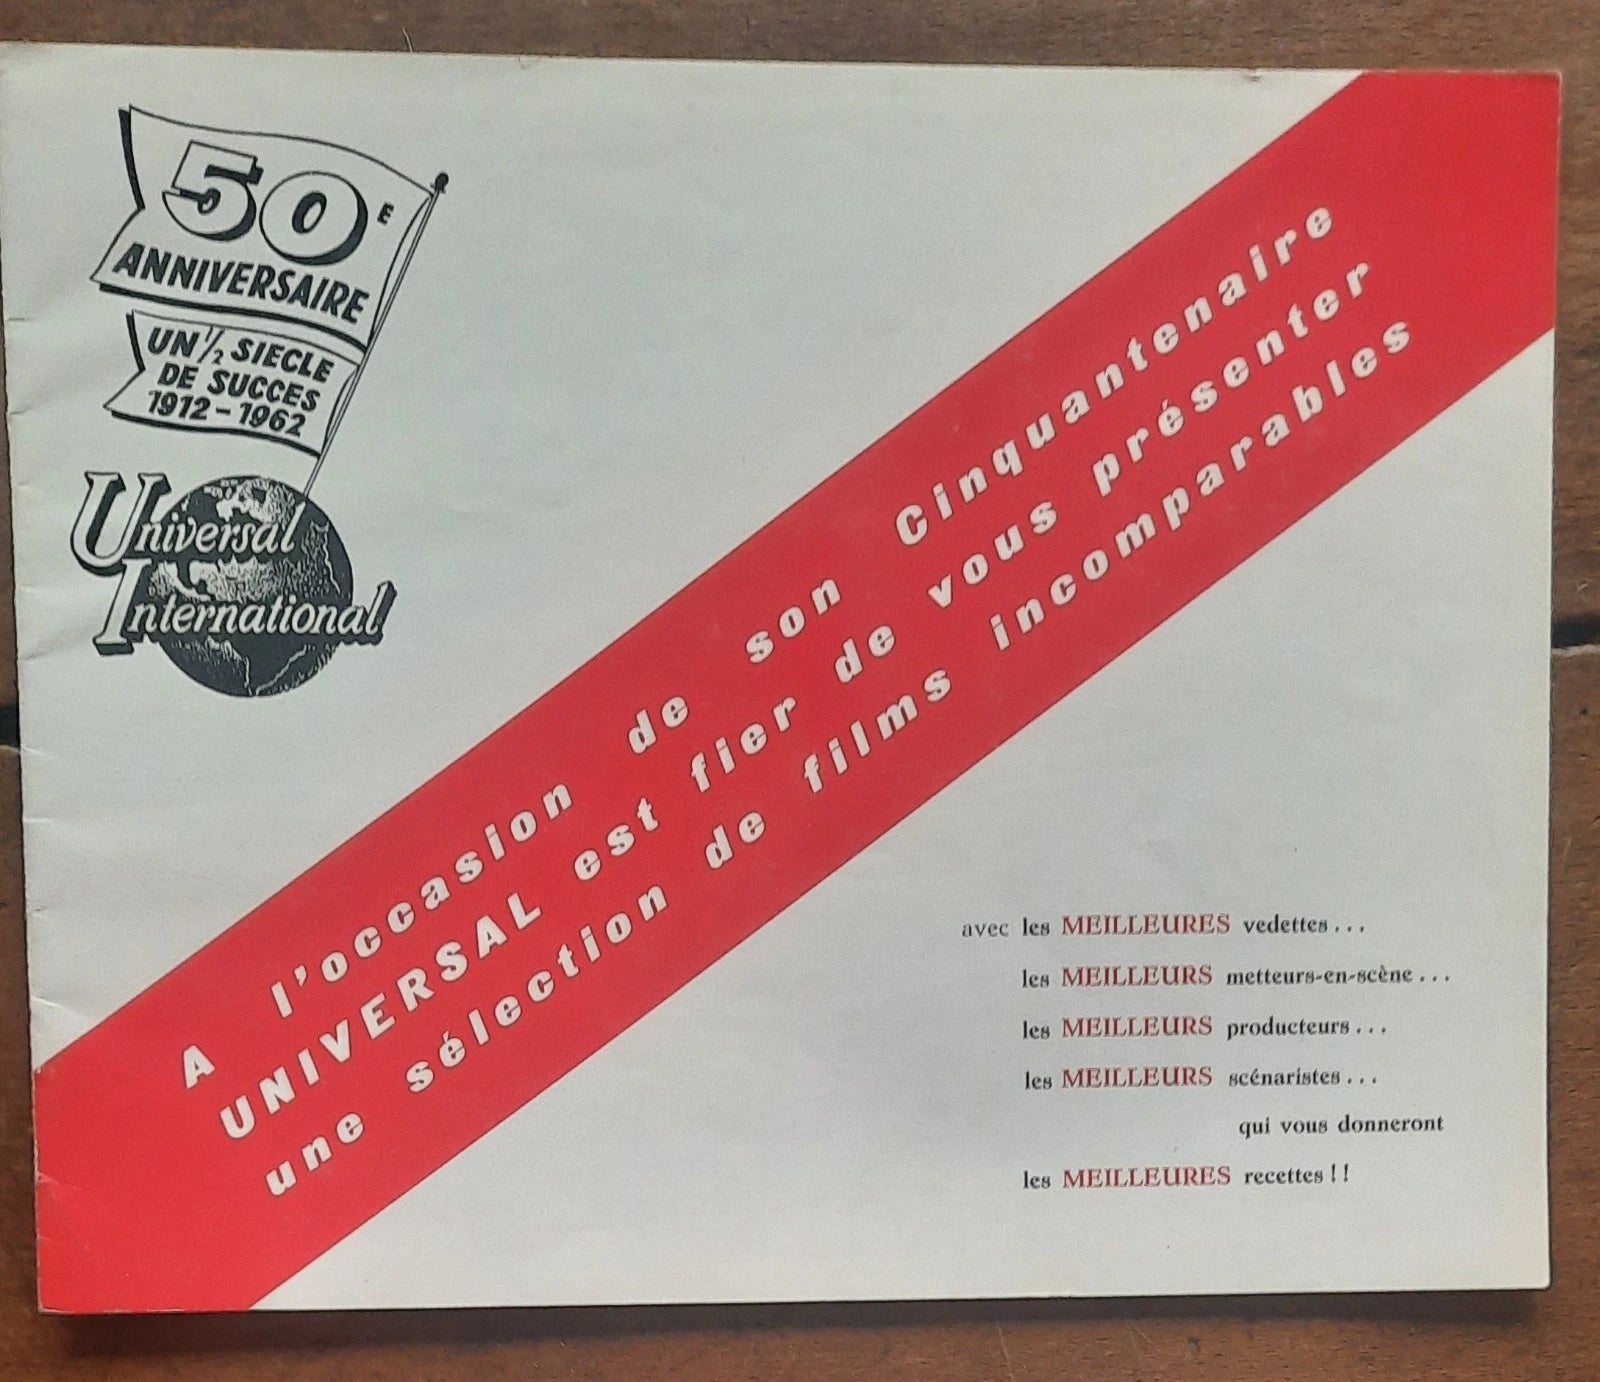 50E
ANNIVERSAIRE
UN 1/2 SIECLE
DE SUCCES
1912-1962
Universal
International
A l'occasion de son Cinquantenaire
UNIVERSAL est fier de vous présenter
une sélection de films incomparables
avec les MEILLEURES vedettes...
les MEILLEURS metteurs-en-scène...
les MEILLEURS producteurs...
les MEILLEURS scénaristes...
qui vous donneront
les MEILLEURES recettes!!